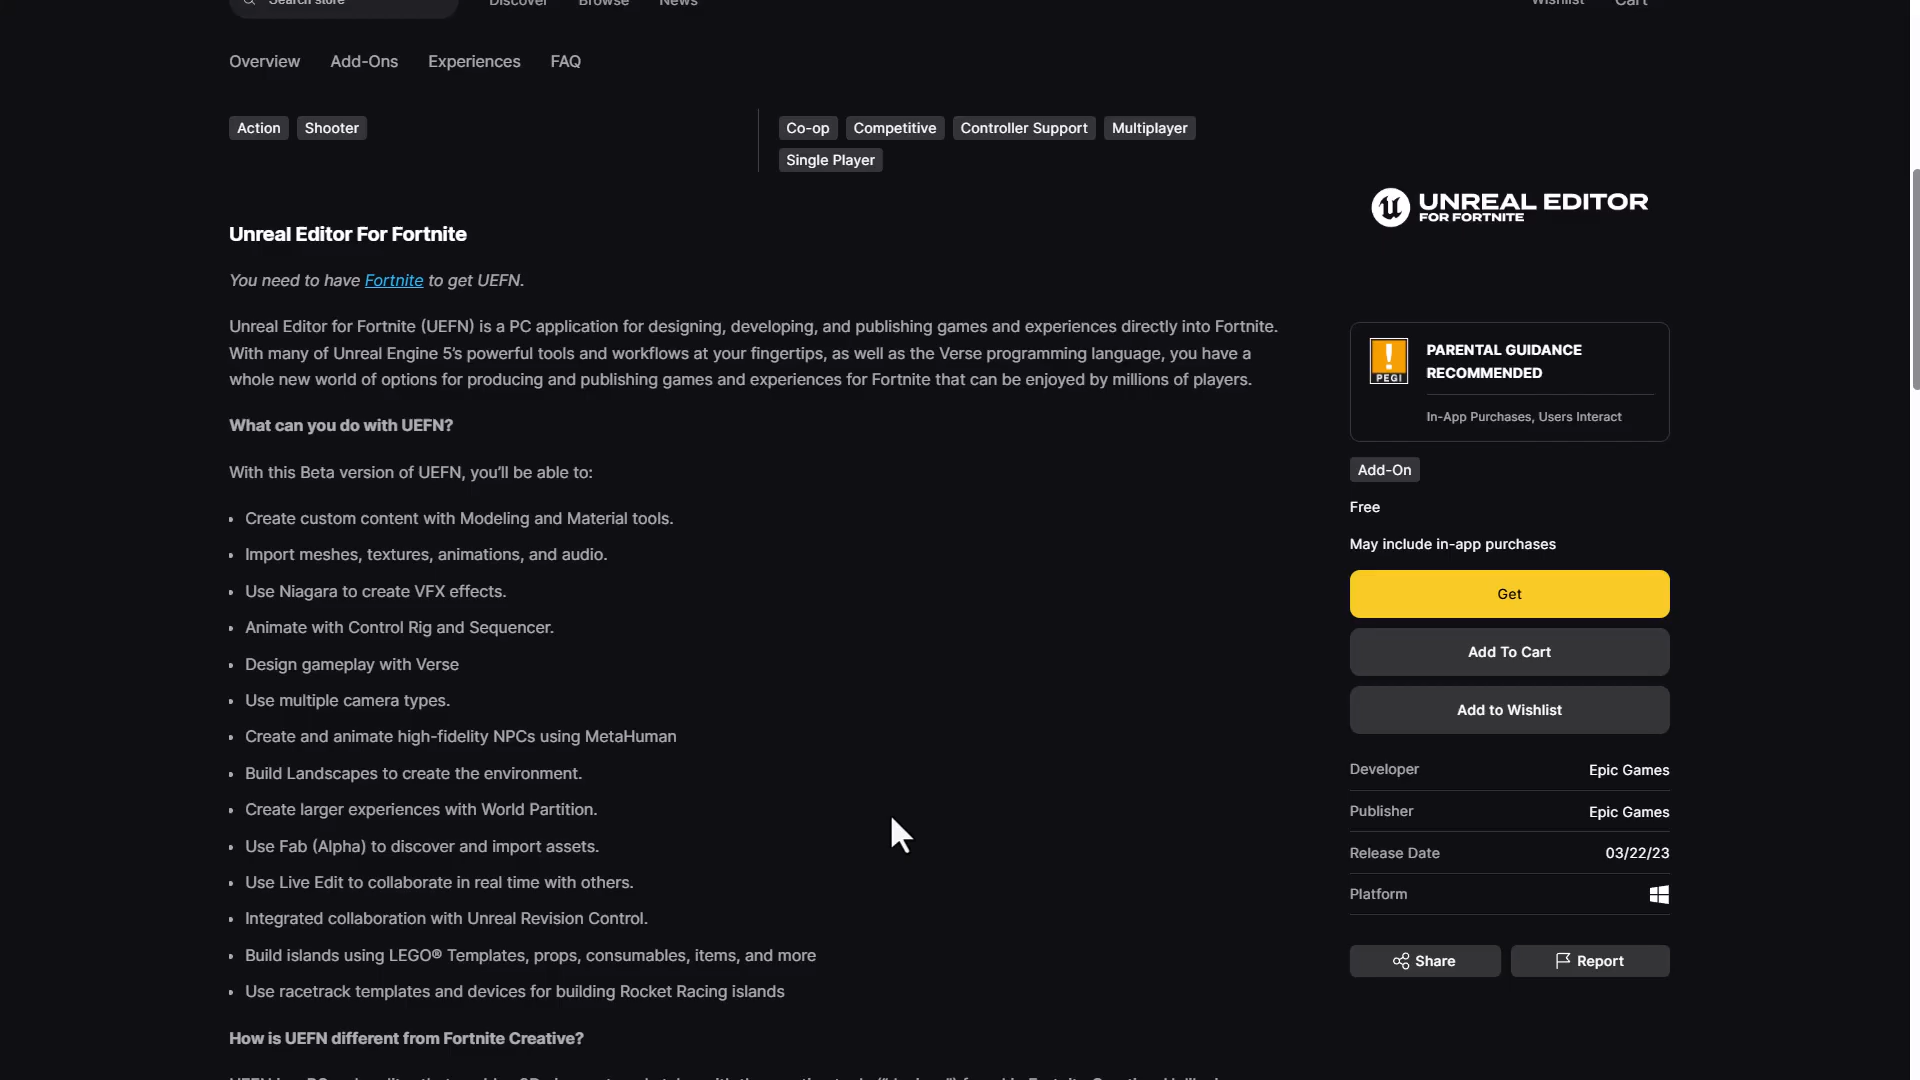 Search store Discover Browse News Wishlist Cart
Overview Add-Ons Experiences FAQ
Action Shooter
Co-op Competitive Controller Support Multiplayer
Single Player
UNREAL EDITOR
FOR FORTNITE
Unreal Editor For Fortnite
You need to have Fortnite to get UEFN.
Unreal Editor for Fortnite (UEFN) is a PC application for designing, developing, and publishing games and experiences directly into Fortnite.
With many of Unreal Engine 5's powerful tools and workflows at your fingertips, as well as the Verse programming language, you have a
whole new world of options for producing and publishing games and experiences for Fortnite that can be enjoyed by millions of players.
What can you do with UEFN?
With this Beta version of UEFN, you'll be able to:
• Create custom content with Modeling and Material tools.
• Import meshes, textures, animations, and audio.
• Use Niagara to create VFX effects.
• Animate with Control Rig and Sequencer.
• Design gameplay with Verse
• Use multiple camera types.
• Create and animate high-fidelity NPCs using MetaHuman
• Build Landscapes to create the environment.
• Create larger experiences with World Partition.
• Use Fab (Alpha) to discover and import assets.
• Use Live Edit to collaborate in real time with others.
• Integrated collaboration with Unreal Revision Control.
• Build islands using LEGO® Templates, props, consumables, items, and more
• Use racetrack templates and devices for building Rocket Racing islands
How is UEFN different from Fortnite Creative?
! PEGI
PARENTAL GUIDANCE
RECOMMENDED
In-App Purchases, Users Interact
Add-On
Free
May include in-app purchases
Get
Add To Cart
Add to Wishlist
Developer Epic Games
Publisher Epic Games
Release Date 03/22/23
Platform
Share Report